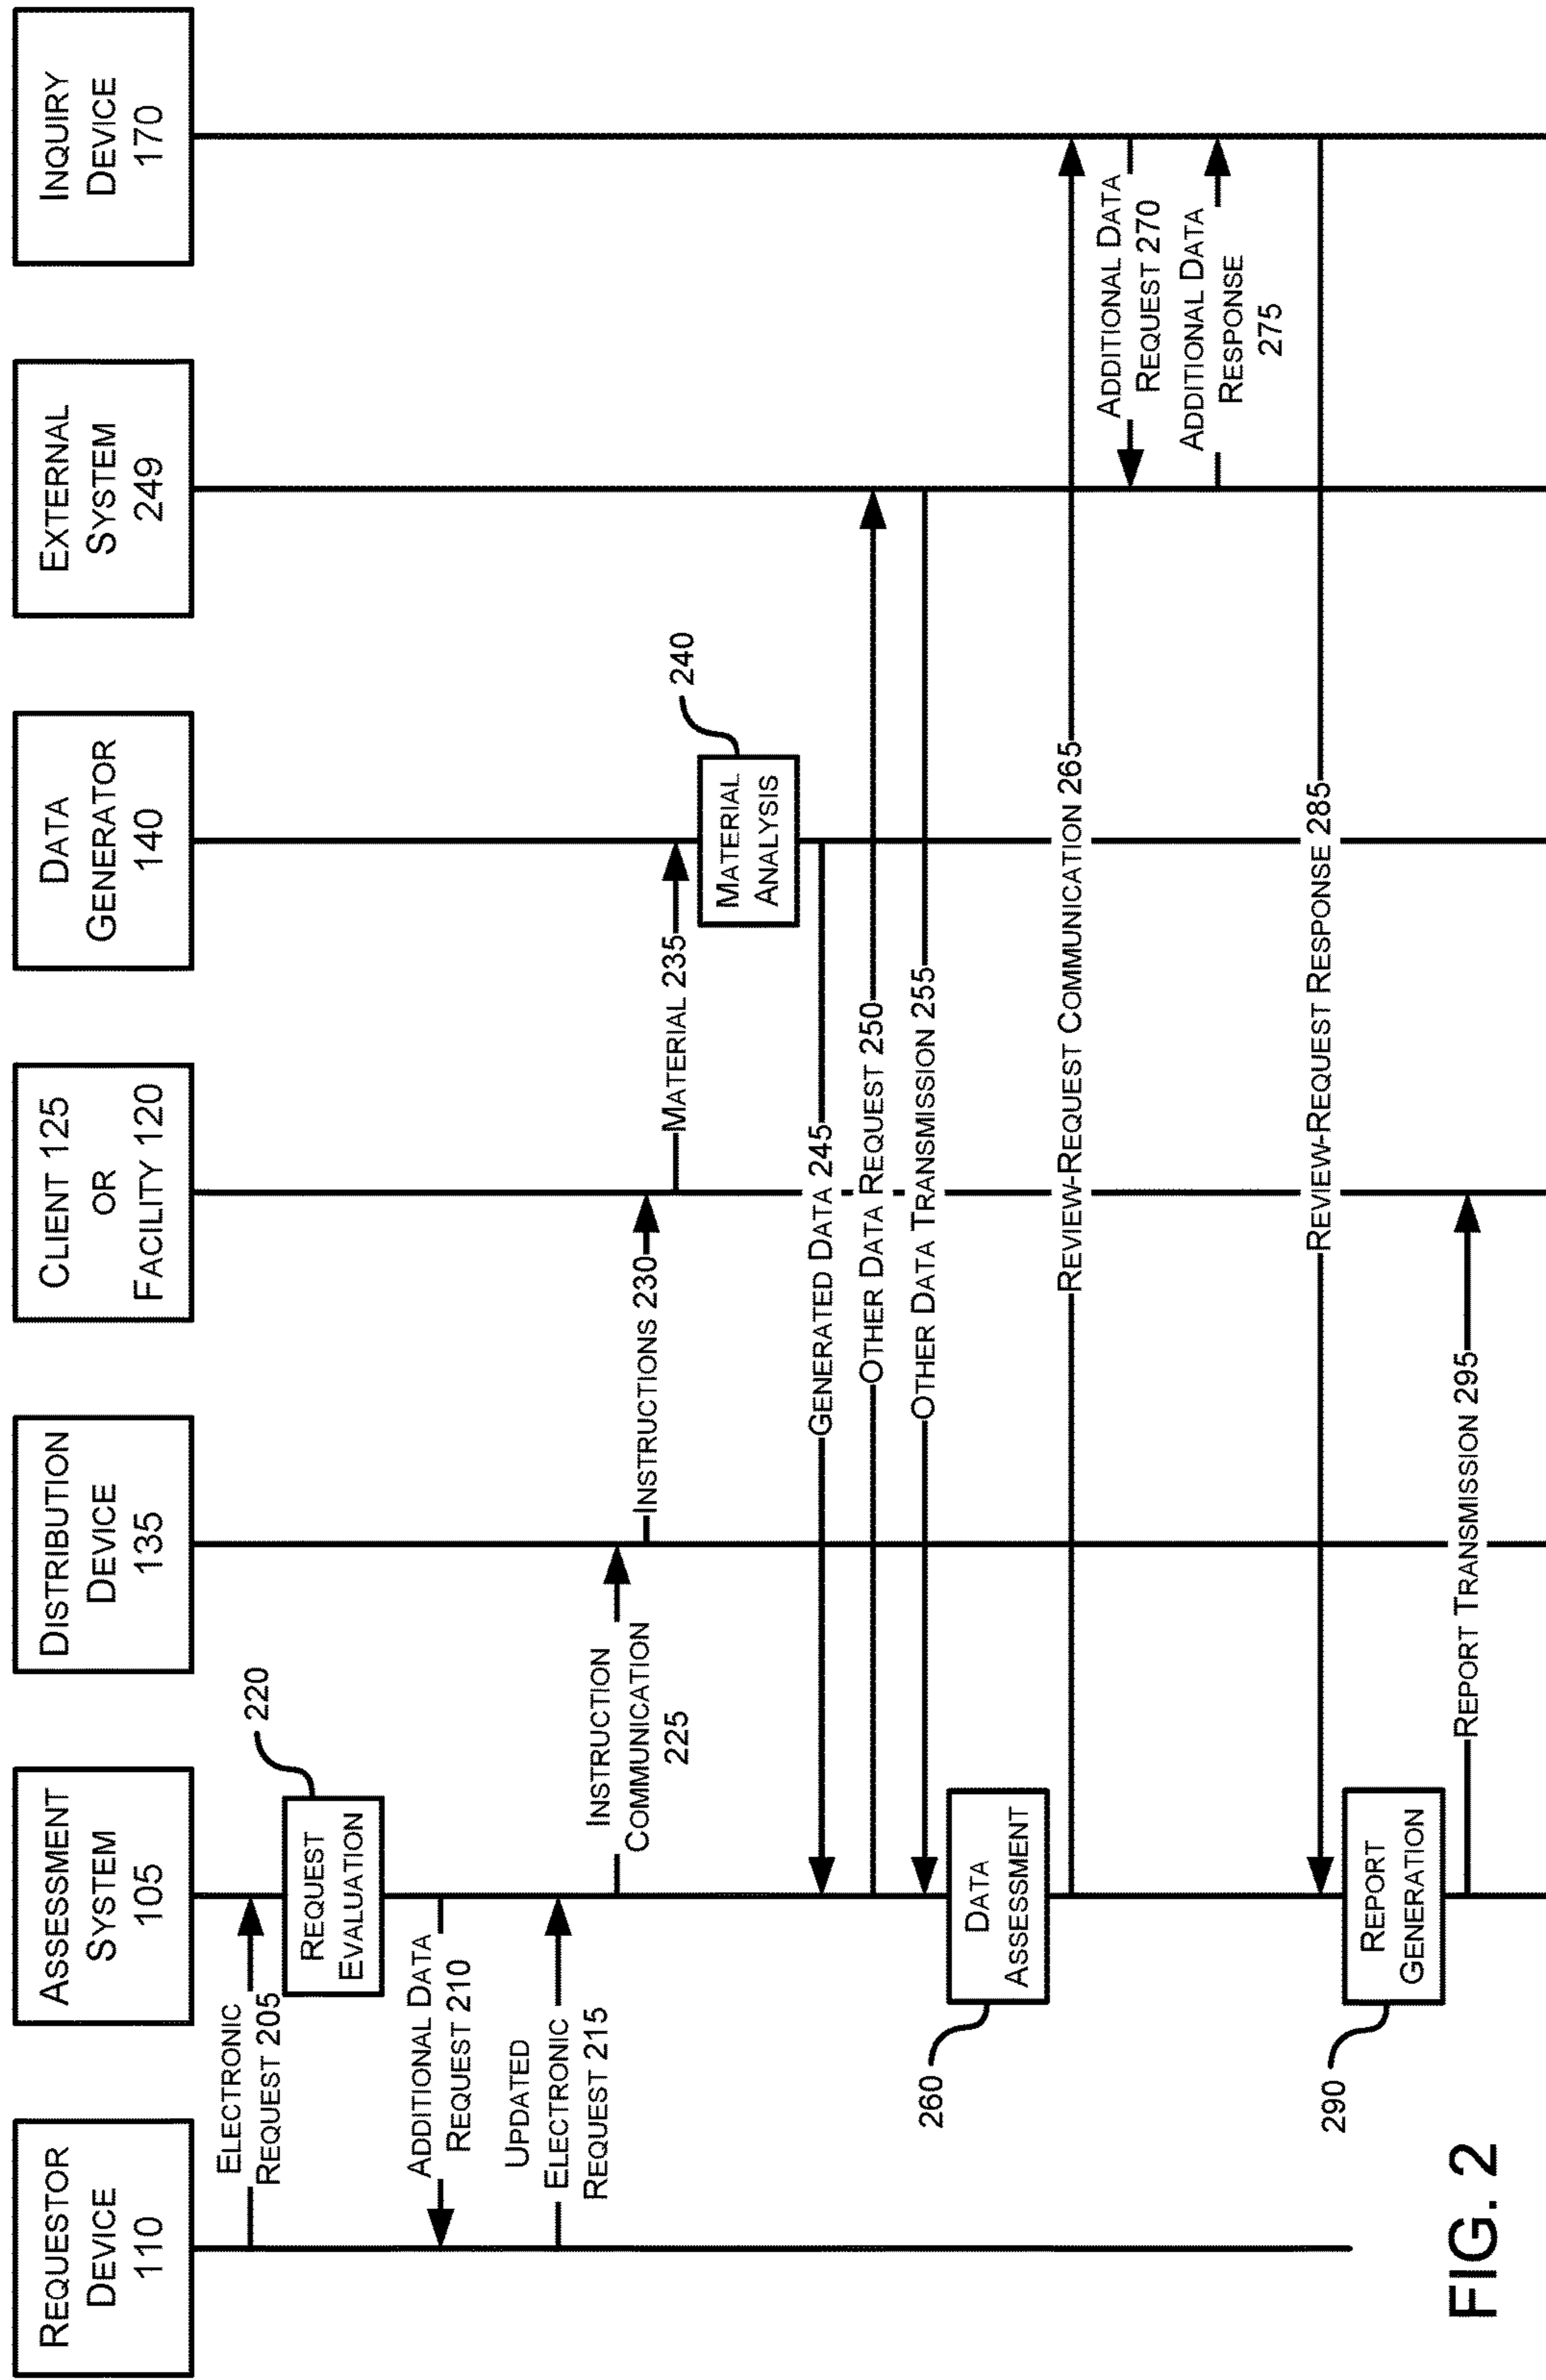 REQUESTOR
DEVICE
110
ASSESSMENT
SYSTEM
105
DISTRIBUTION
DEVICE
135
CLIENT 125
OR
FACILITY 120
DATA
GENERATOR
140
EXTERNAL
SYSTEM
249
INQUIRY
DEVICE
170
ELECTRONIC
REQUEST 205
220
REQUEST
EVALUATION
ADDITIONAL DATA
REQUEST 210
UPDATED
ELECTRONIC
REQUEST 215
INSTRUCTION
COMMUNICATION
225
INSTRUCTIONS 230
MATERIAL 235
240
MATERIAL
ANALYSIS
GENERATED DATA 245
OTHER DATA REQUEST 250
OTHER DATA TRANSMISSION 255
260
DATA
ASSESSMENT
REVIEW-REQUEST COMMUNICATION 265
ADDITIONAL DATA
REQUEST 270
ADDITIONAL DATA
RESPONSE
275
REVIEW-REQUEST RESPONSE 285
290
REPORT
GENERATION
REPORT TRANSMISSION 295
FIG. 2